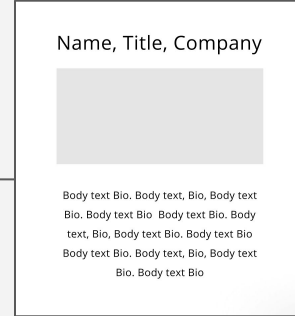 Name, Title, Company
Body text Bio. Body text, Bio, Body text
Bio. Body text Bio  Body text Bio. Body
text, Bio, Body text Bio. Body text Bio
Body text Bio. Body text, Bio, Body text
Bio. Body text Bio